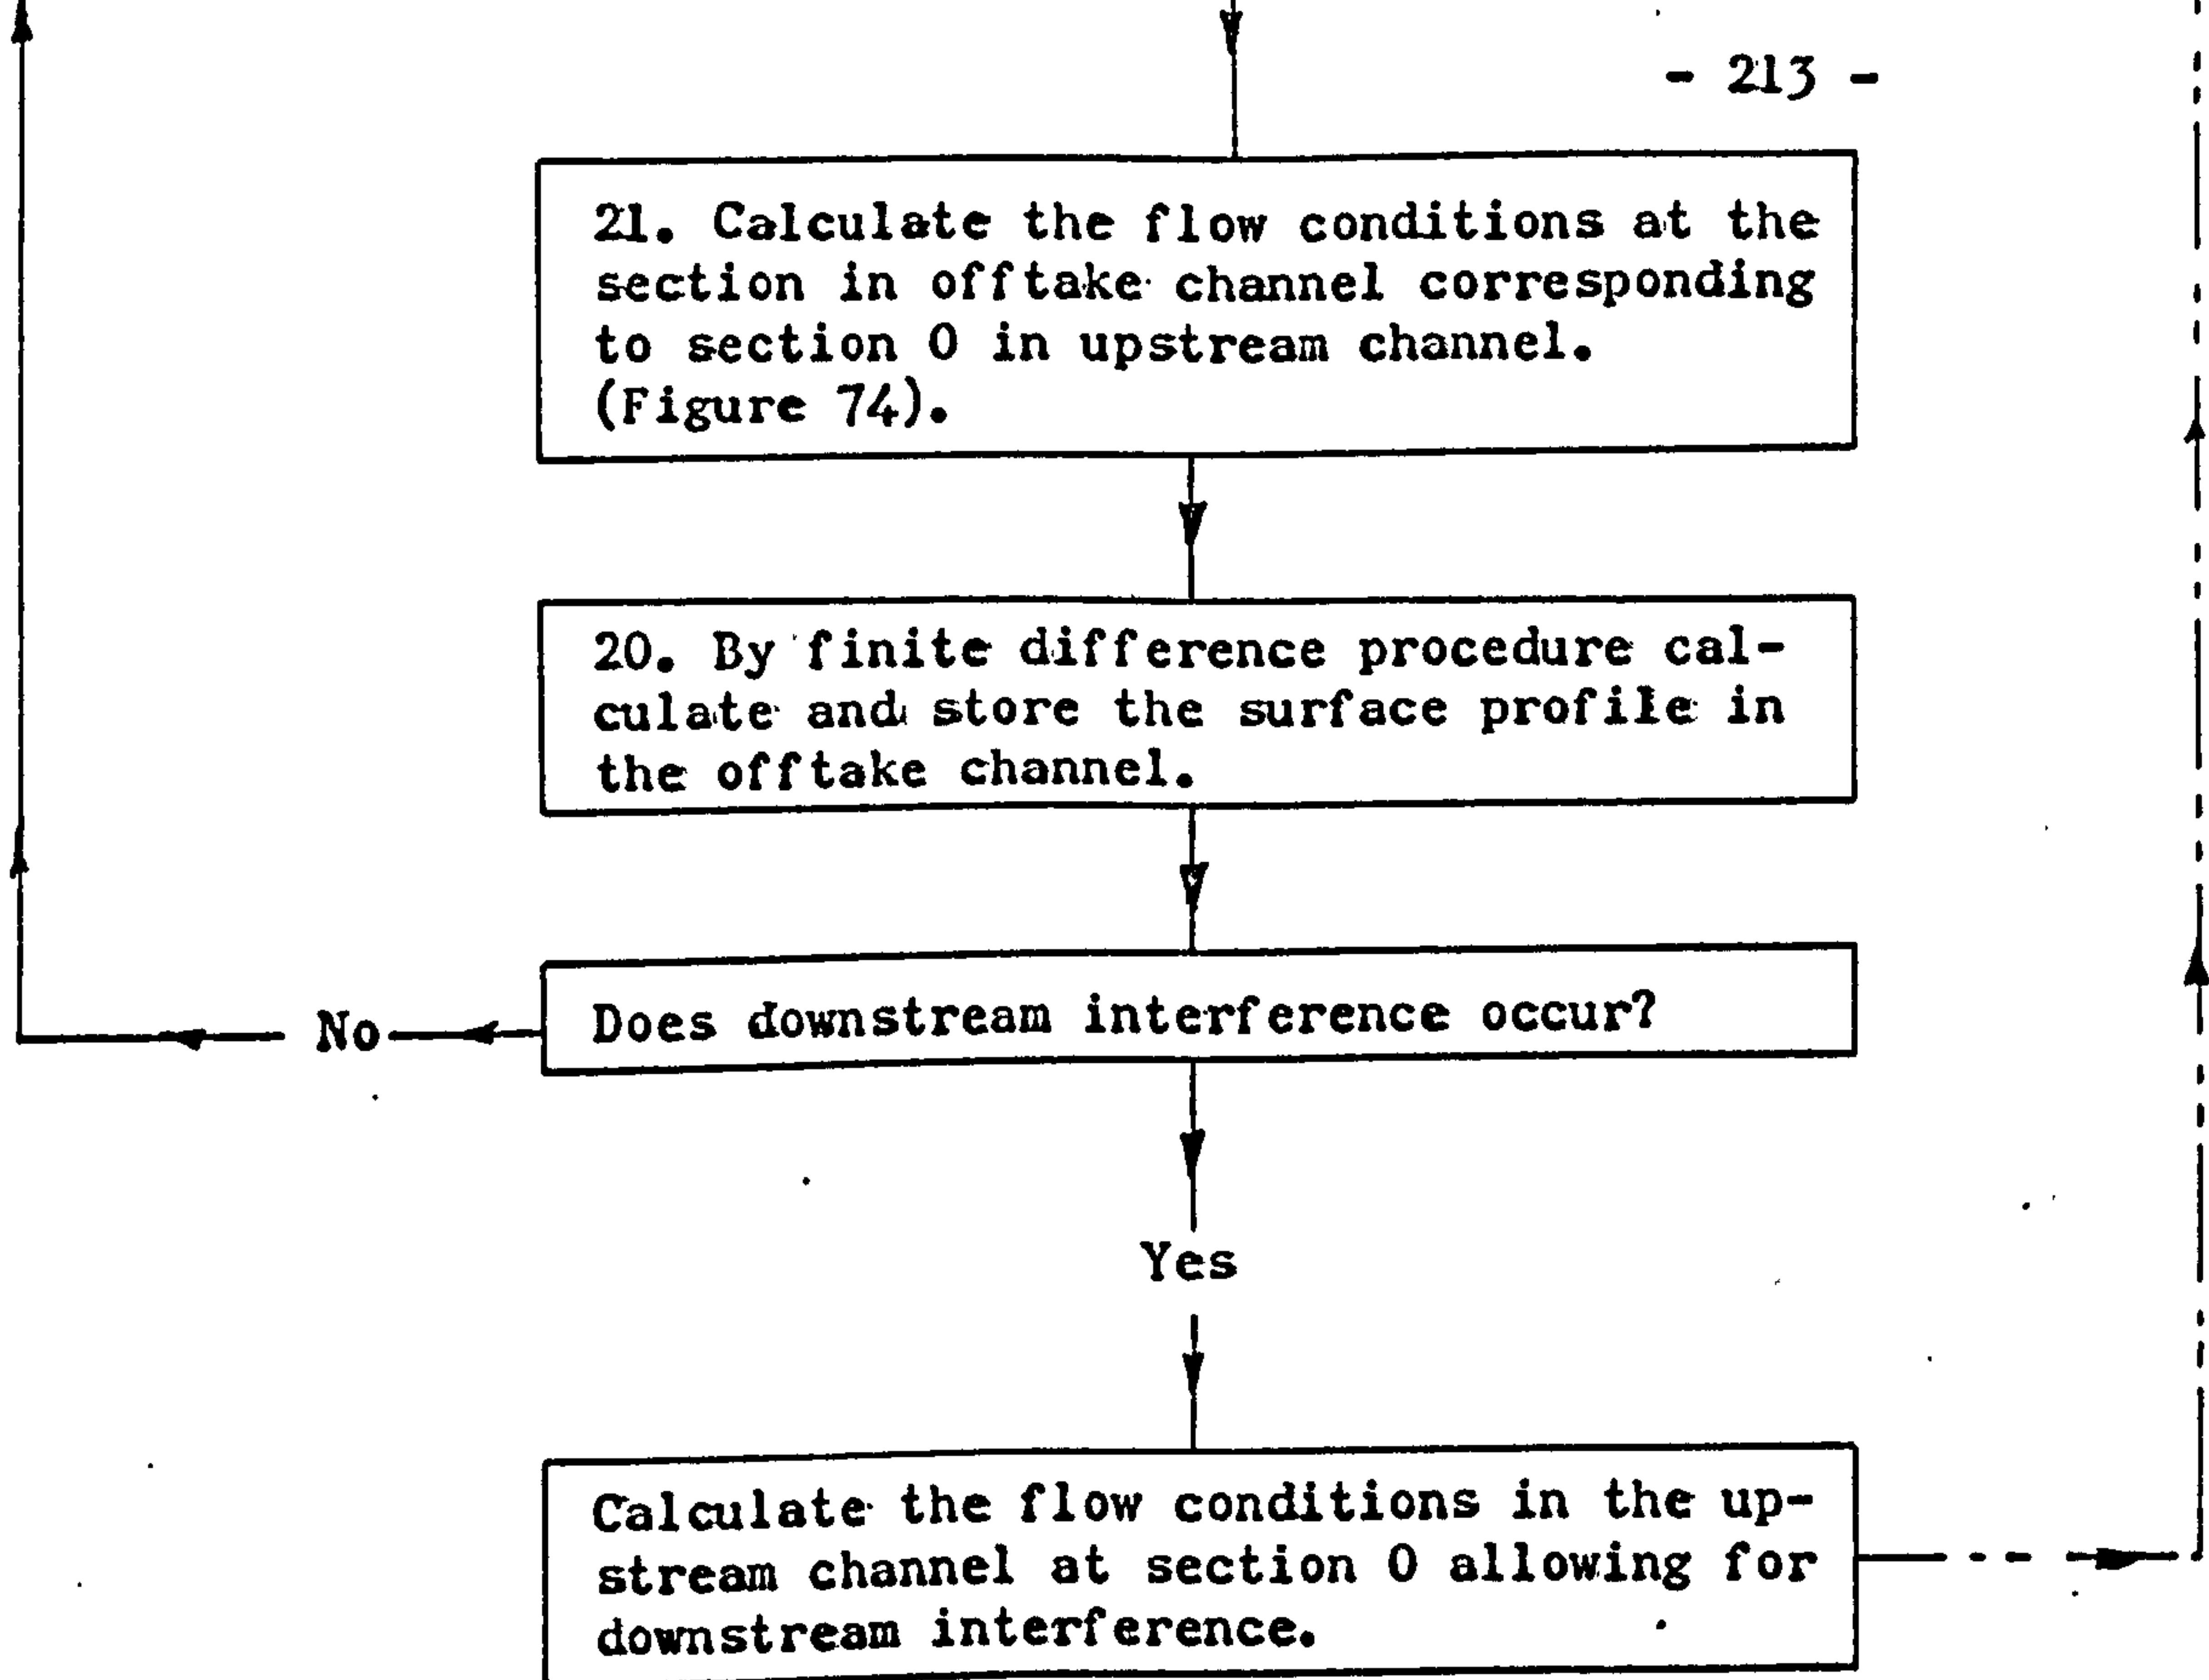 - 213 -
21. Calculate the flow conditions at the
section in offtake channel corresponding
to section 0 in upstream channel.
(Figure 74).
20. By finite difference procedure cal-
culate and store the surface profile in
the offtake channel.
Does downstream interference occur?
No
Yes
Calculate the flow conditions in the up-
stream channel at section 0 allowing for
downstream interference.